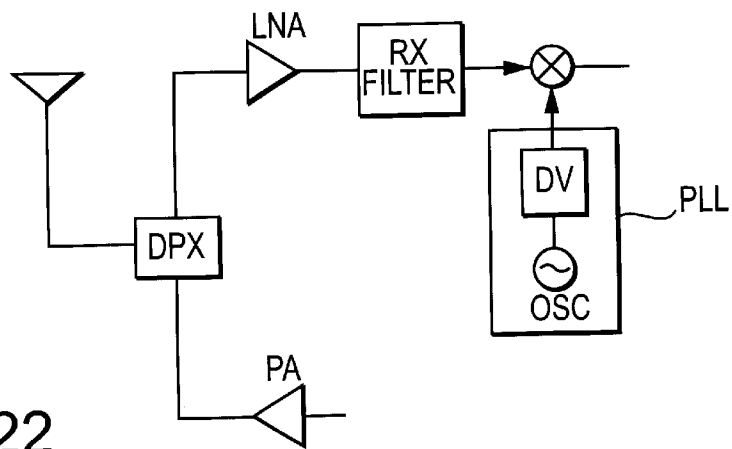 LNA
RX
FILTER
DV
PLL
DPX
OSC
PA
22